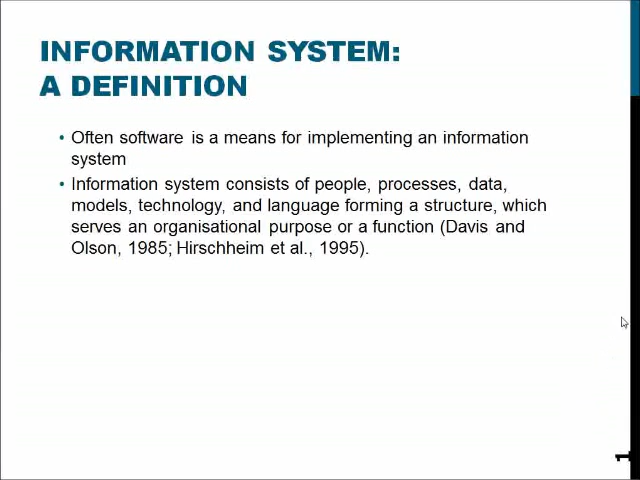 INFORMATION SYSTEM:
A DEFINITION
• Often software is a means for implementing an information
system
• Information system consists of people, processes, data,
models, technology, and language forming a structure, which
serves an organisational purpose or a function (Davis and
Olson, 1985; Hirschheim et al., 1995).
1